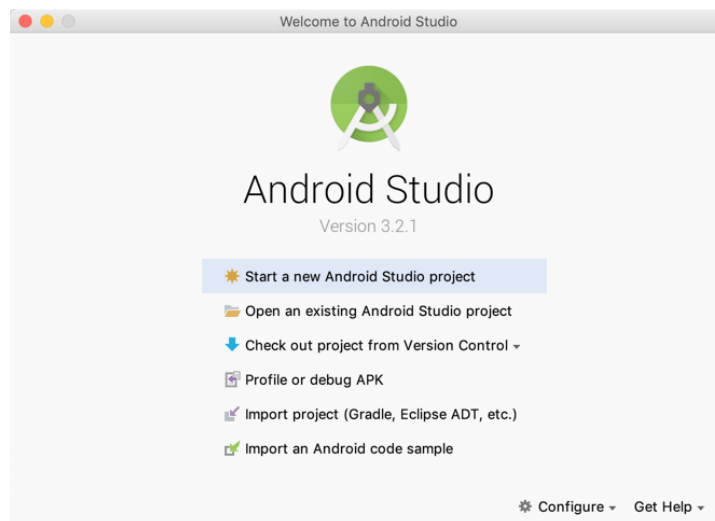 Welcome to Android Studio
Android Studio
Version 3.2.1
Start a new Android Studio project
Open an existing Android Studio project
Check out project from Version Control
Profile or debug APK
Import project (Gradle, Eclipse ADT, etc.)
Import an Android code sample
Configure Get Help